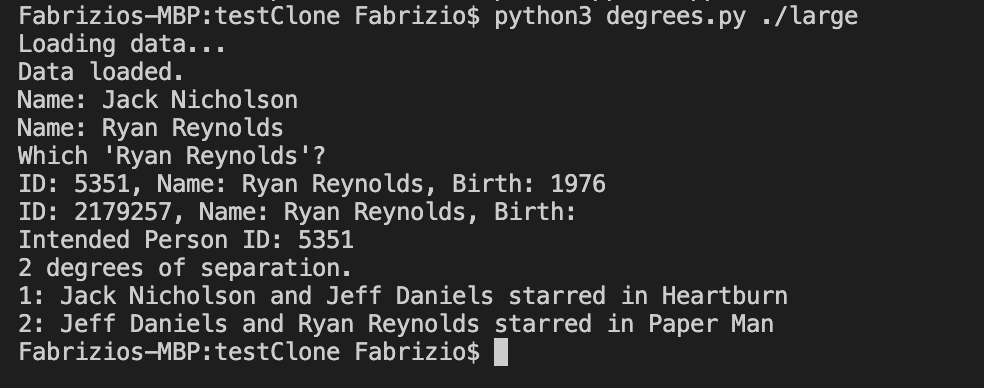 Fabrizios-MBP:testClone Fabrizio$ python3 degrees.py ./large
Loading data...
Data loaded.
Name: Jack Nicholson
Name: Ryan Reynolds
Which 'Ryan Reynolds'?
ID: 5351, Name: Ryan Reynolds, Birth: 1976
ID: 2179257, Name: Ryan Reynolds, Birth:
Intended Person ID: 5351
2 degrees of separation.
1: Jack Nicholson and Jeff Daniels starred in Heartburn
2: Jeff Daniels and Ryan Reynolds starred in Paper Man
Fabrizios-MBP:testClone Fabrizio$